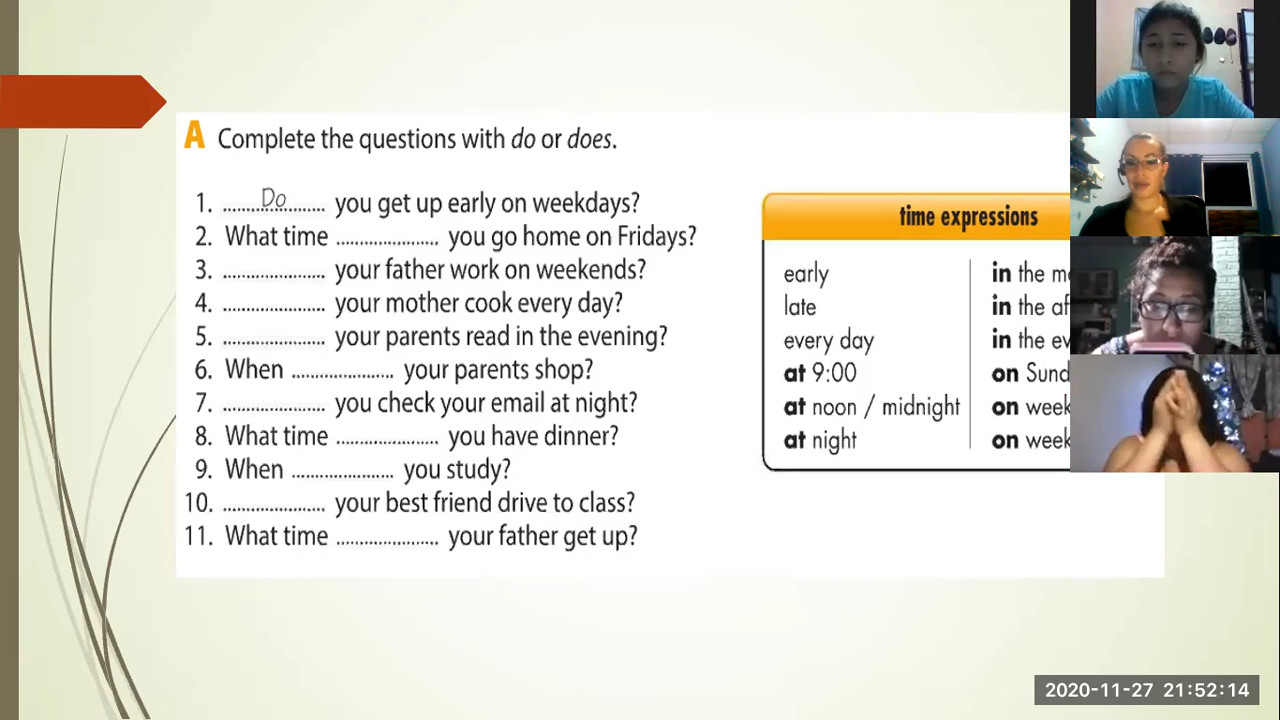 A Complete the questions with do or does.
1. Do you get up early on weekdays?
2. What time ...................... you go home on Fridays?
3. ...................... your father work on weekends?
4. ...................... your mother cook every day?
5. ...................... your parents read in the evening?
6. When ...................... your parents shop?
7. ...................... you check your email at night?
8. What time ...................... you have dinner?
9. When ...................... you study?
10. ...................... your best friend drive to class?
11. What time ...................... your father get up?
time expressions
early
late
every day
at 9:00
at noon / midnight
at night
in the
in the
in the
on
on
on
2020-11-27 21:52:14